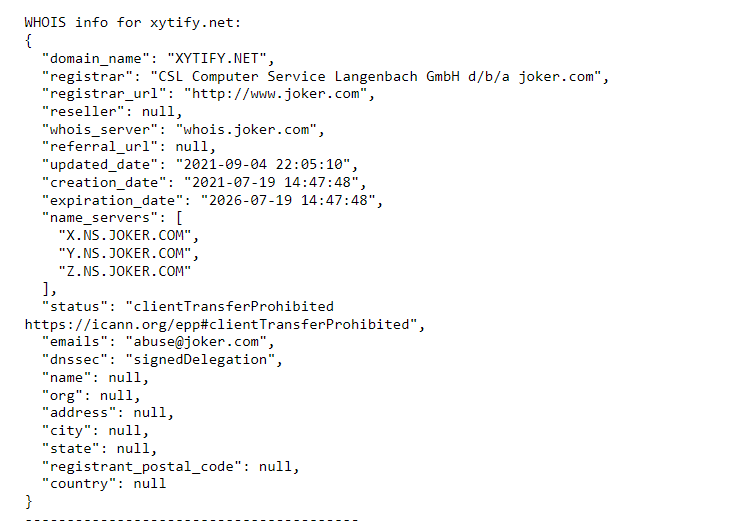 WHOIS info for xytify.net:
{
  "domain_name": "XYTIFY.NET",
  "registrar": "CSL Computer Service Langenbach GmbH d/b/a joker.com",
  "registrar_url": "http://www.joker.com",
  "reseller": null,
  "whois_server": "whois.joker.com",
  "referral_url": null,
  "updated_date": "2021-09-04 22:05:10",
  "creation_date": "2021-07-19 14:47:48",
  "expiration_date": "2026-07-19 14:47:48",
  "name_servers": [
    "X.NS.JOKER.COM",
    "Y.NS.JOKER.COM",
    "Z.NS.JOKER.COM"
  ],
  "status": "clientTransferProhibited
https://icann.org/epp#clientTransferProhibited",
  "emails": "abuse@joker.com",
  "dnssec": "signedDelegation",
  "name": null,
  "org": null,
  "address": null,
  "city": null,
  "state": null,
  "registrant_postal_code": null,
  "country": null
}
----------------------------------------